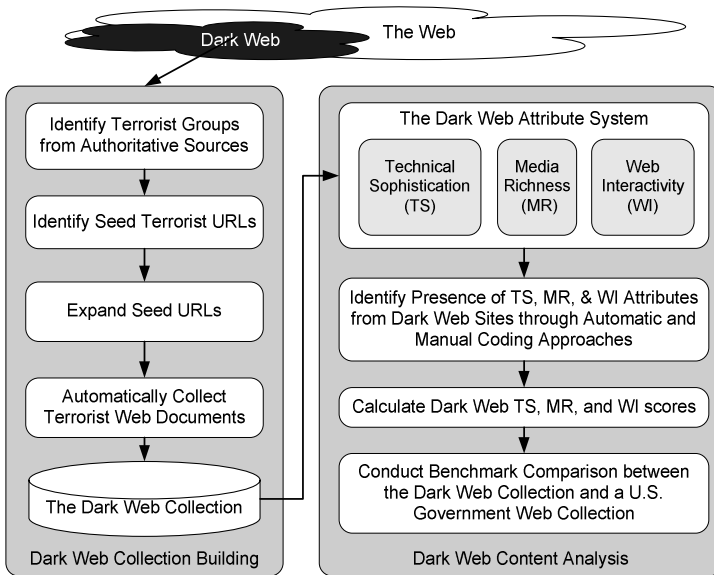 The Web
Dark Web
Identify Terrorist Groups
from Authoritative Sources
Identify Seed Terrorist URLs
Expand Seed URLs
Automatically Collect
Terrorist Web Documents
The Dark Web Collection
Dark Web Collection Building
The Dark Web Attribute System
Technical
Sophistication
(TS)
Media
Richness
(MR)
Web
Interactivity
(WI)
Identify Presence of TS, MR, & WI Attributes
from Dark Web Sites through Automatic and
Manual Coding Approaches
Calculate Dark Web TS, MR, and WI scores
Conduct Benchmark Comparison between
the Dark Web Collection and a U.S.
Government Web Collection
Dark Web Content Analysis